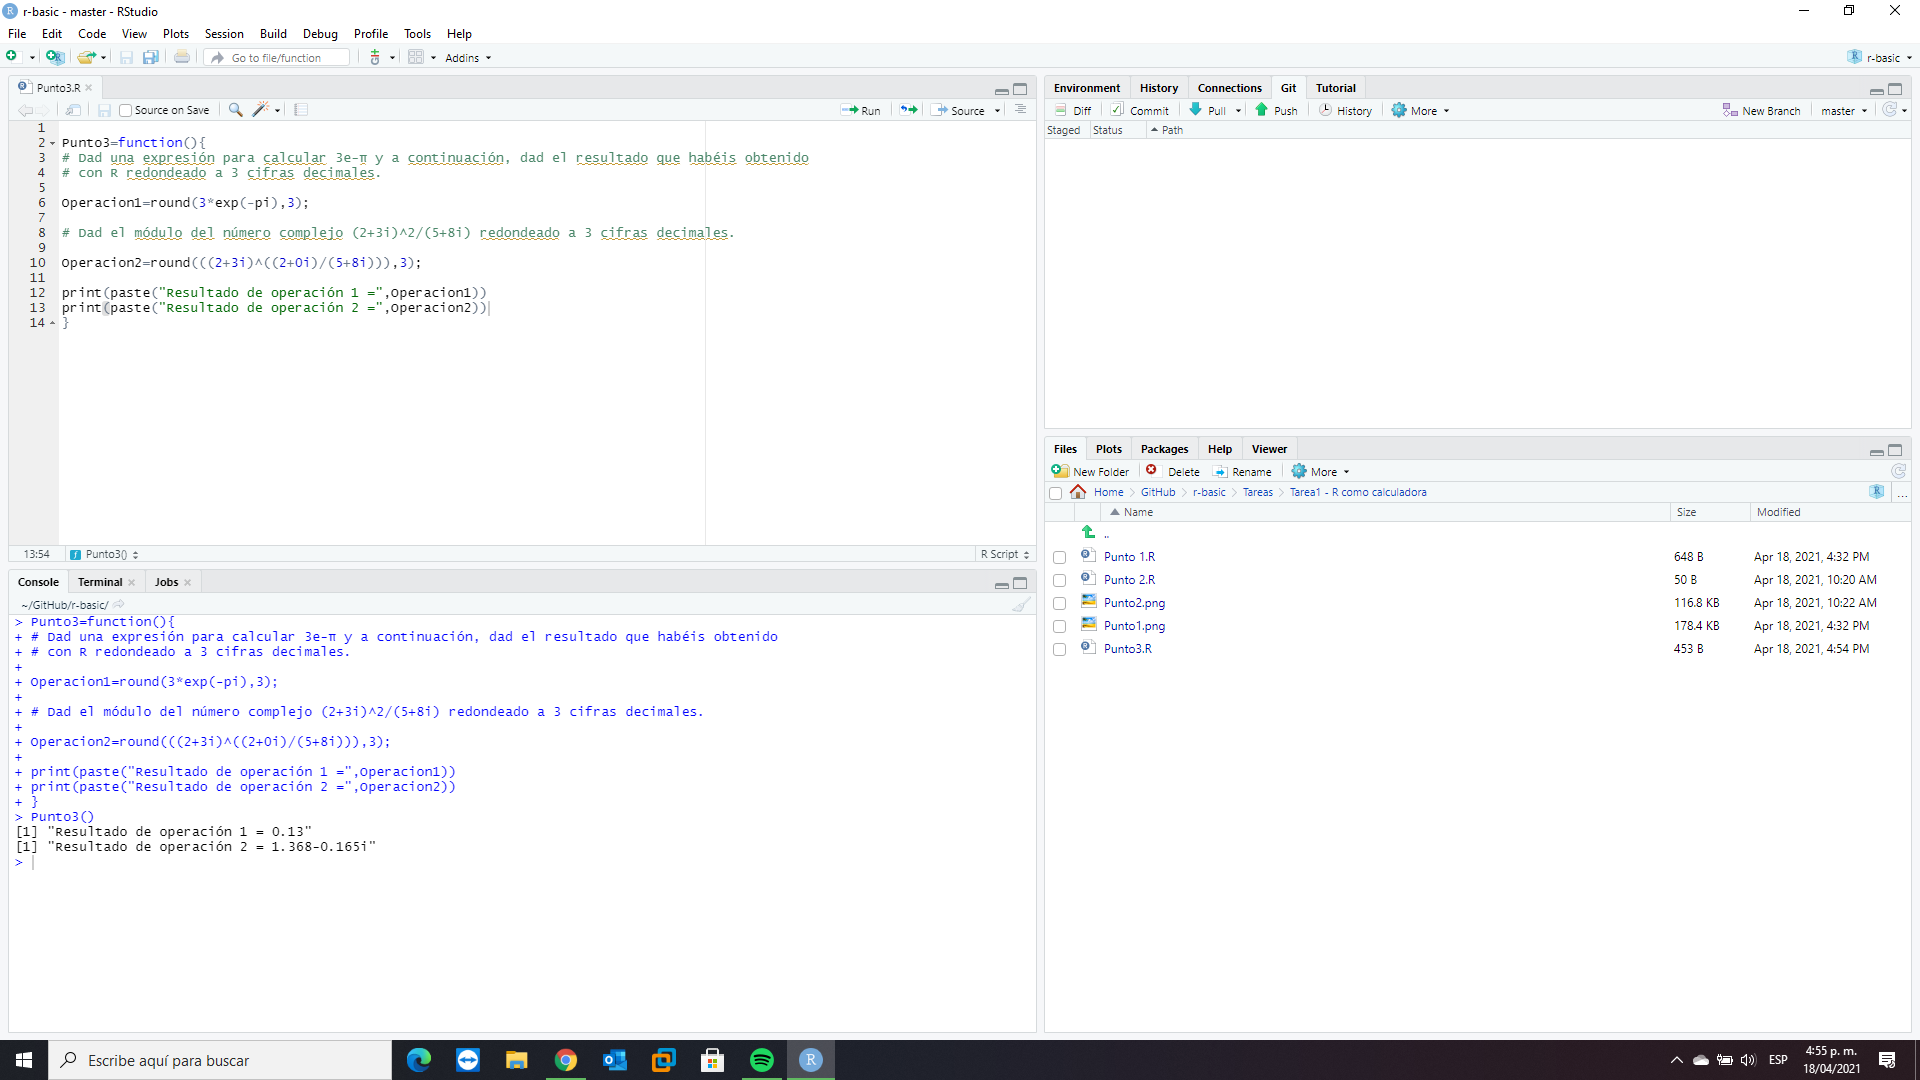 r-basic - master - RStudio
File Edit Code View Plots Session Build Debug Profile Tools Help
Go to file/function Addins r-basic
Punto3.R
Source on Save Run Source
1
2 Punto3=function(){
3 # Dad una expresión para calcular 3e-π y a continuación, dad el resultado que habéis obtenido
4 # con R redondeado a 3 cifras decimales.
5
6 Operacion1=round(3*exp(-pi),3);
7
8 # Dad el módulo del número complejo (2+3i)^2/(5+8i) redondeado a 3 cifras decimales.
9
10 Operacion2=round(((2+3i)^((2+0i)/(5+8i))),3);
11
12 print(paste("Resultado de operación 1 =",Operacion1))
13 print(paste("Resultado de operación 2 =",Operacion2))
14 }
13:54 Punto3() R Script
Console Terminal Jobs
~/GitHub/r-basic/
> Punto3=function(){
+ # Dad una expresión para calcular 3e-π y a continuación, dad el resultado que habéis obtenido
+ # con R redondeado a 3 cifras decimales.
+
+ Operacion1=round(3*exp(-pi),3);
+
+ # Dad el módulo del número complejo (2+3i)^2/(5+8i) redondeado a 3 cifras decimales.
+
+ Operacion2=round(((2+3i)^((2+0i)/(5+8i))),3);
+
+ print(paste("Resultado de operación 1 =",Operacion1))
+ print(paste("Resultado de operación 2 =",Operacion2))
+ }
> Punto3()
[1] "Resultado de operación 1 = 0.13"
[1] "Resultado de operación 2 = 1.368-0.165i"
>
Environment History Connections Git Tutorial
Diff Commit Pull Push History More New Branch master
Staged Status Path
Files Plots Packages Help Viewer
New Folder Delete Rename More
Home GitHub r-basic Tareas Tarea1 - R como calculadora ...
Name Size Modified
..
Punto 1.R 648 B Apr 18, 2021, 4:32 PM
Punto 2.R 50 B Apr 18, 2021, 10:20 AM
Punto2.png 116.8 KB Apr 18, 2021, 10:22 AM
Punto1.png 178.4 KB Apr 18, 2021, 4:32 PM
Punto3.R 453 B Apr 18, 2021, 4:54 PM
Escribe aquí para buscar
ESP
4:55 p. m.
18/04/2021